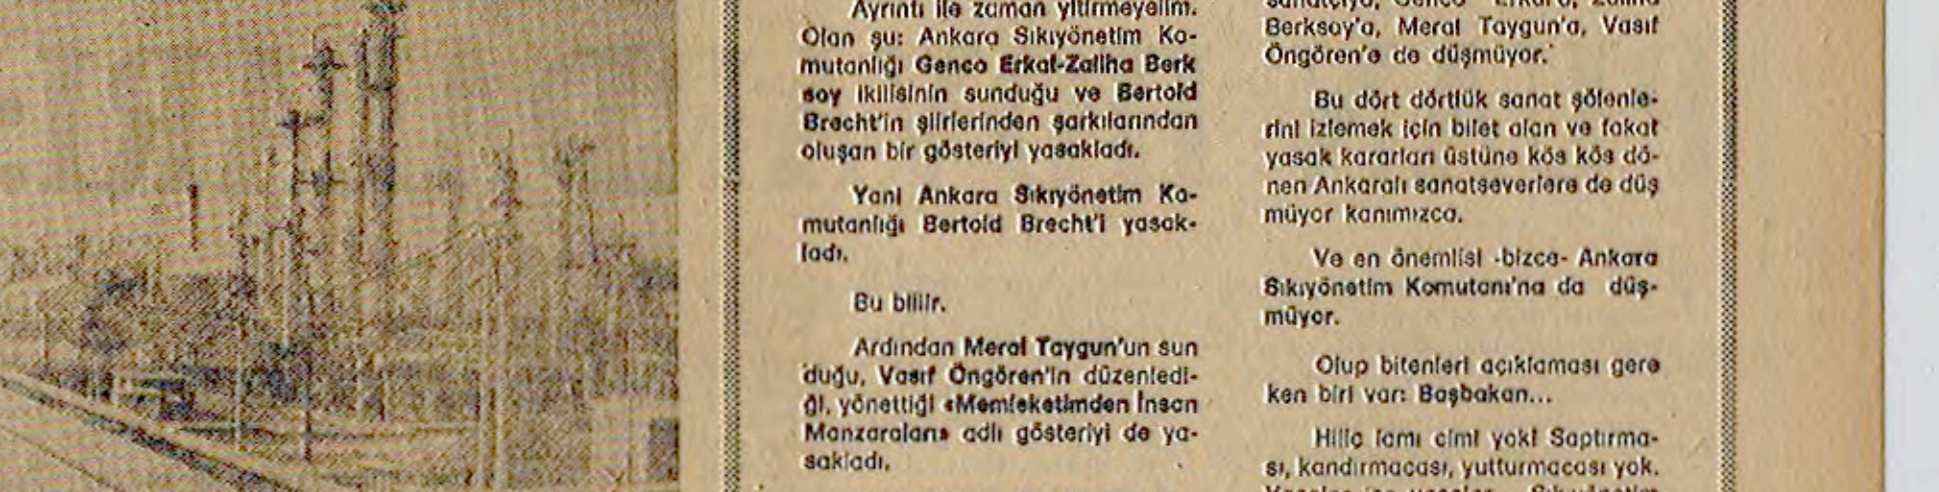 Ayrıntı ile zaman yitirmeyelim.
Olan şu: Ankara Sıkıyönetim Ko-
mutanlığı Genco Erkal-Zeliha Berk
soy ikilisinin sunduğu ve Bertold
Brecht'in şiirlerinden şarkılarından
oluşan bir gösteriyi yasakladı.
Yani Ankara Sıkıyönetim Ko-
mutanlığı Bertold Brecht'i yasak-
ladı.
Bu bilir.
Ardından Meral Taygun'un sun
duğu, Vasıf Öngören'in düzenledi-
ği, yönettiği «Memleketimden İnsan
Manzaraları» adlı gösteriyi de ya-
sakladı.
Genco
Berksoy'a, Meral Taygun'a, Vasıf
Öngören'e de düşmüyor.
Bu dört dörtlük sanat şölenle-
rini izlemek için bilet alan ve fakat
yasak kararları üstüne kös kös dö-
nen Ankaralı sanatseverlere de düş
müyor kanımızca.
Ve en önemlisi -bizce- Ankara
Sıkıyönetim Komutanı'na da düş-
müyor.
Olup bitenleri açıklaması gere
ken biri var: Başbakan...
Hiliç lamı cimi yok! Saptırma-
sı, kandırmacası, yutturmacası yok.